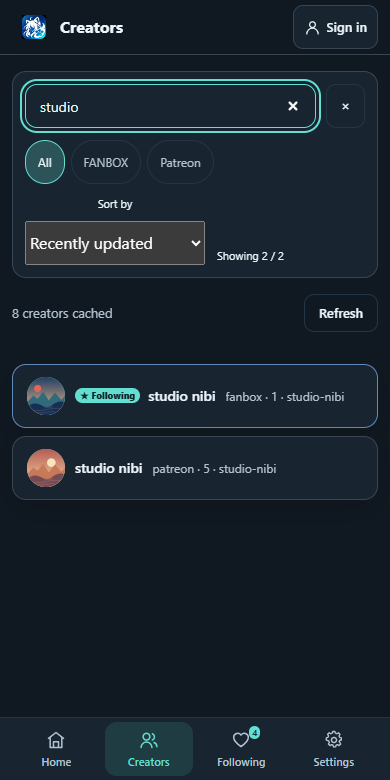 Creators
Sign in
studio
All
FANBOX
Patreon
Sort by
Recently updated
Showing 2 / 2
8 creators cached
Refresh
★ Following studio nibi fanbox · 1 · studio-nibi
studio nibi patreon · 5 · studio-nibi
4
Home
Creators
Following
Settings